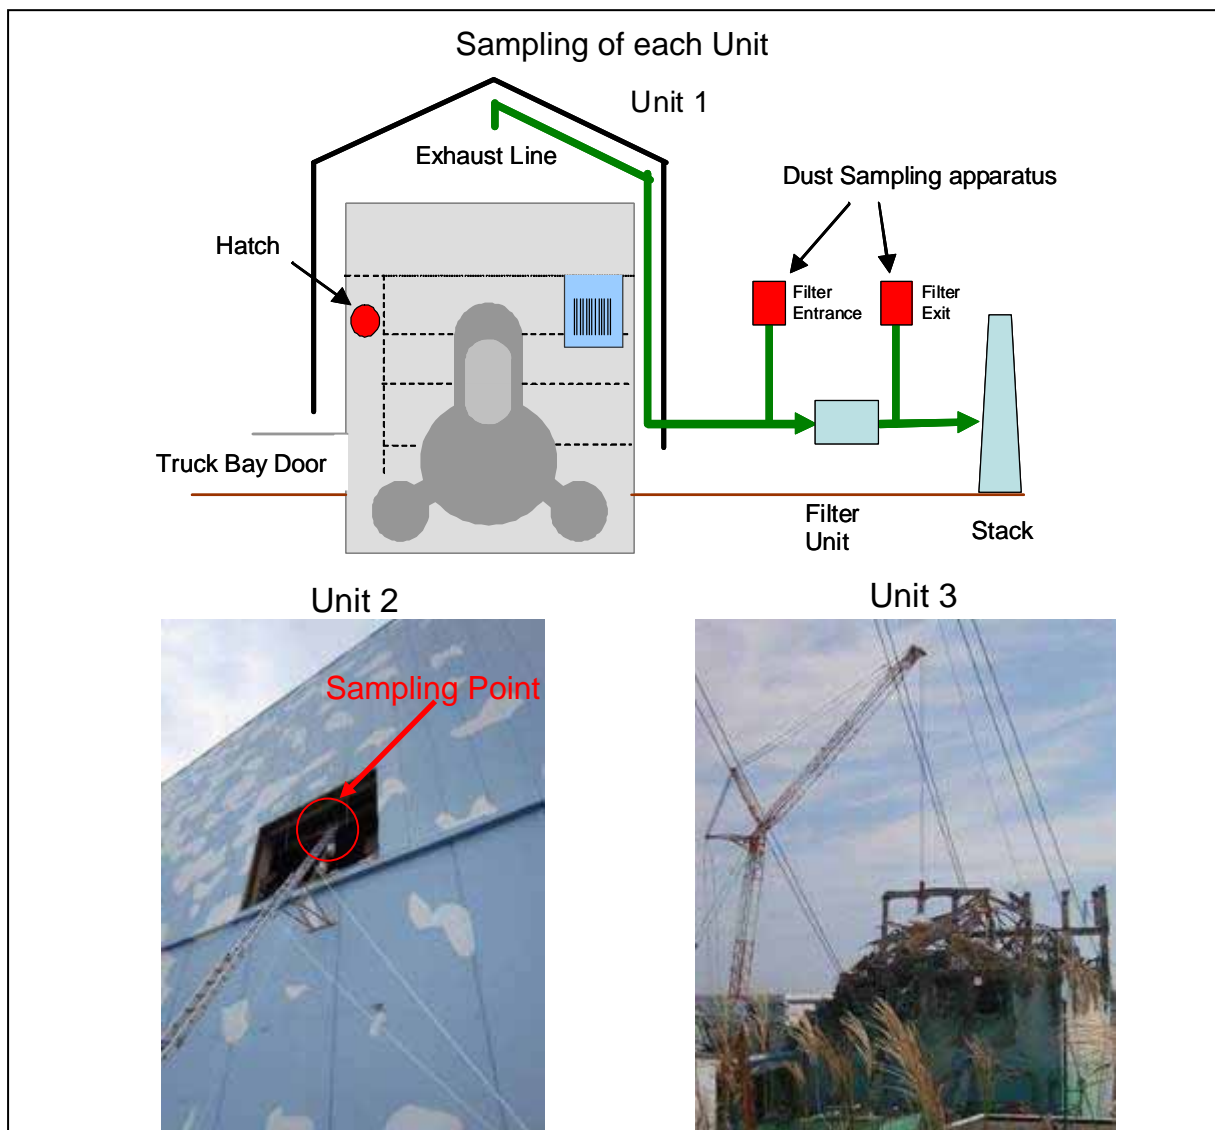 Sampling of each Unit
Unit 1
Exhaust Line
Dust Sampling apparatus
Hatch
Filter
Entrance
Filter
Exit
Truck Bay Door
Filter
Unit
Stack
Unit 2
Unit 3
Sampling Point